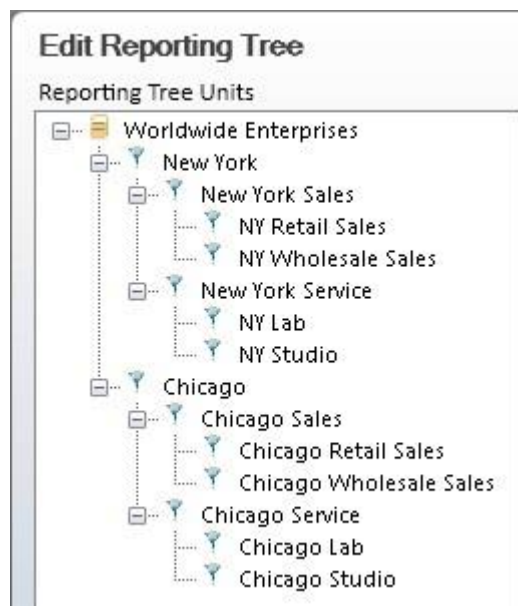 Edit Reporting Tree
Reporting Tree Units
Worldwide Enterprises
New York
New York Sales
NY Retail Sales
NY Wholesale Sales
New York Service
NY Lab
NY Studio
Chicago
Chicago Sales
Chicago Retail Sales
Chicago Wholesale Sales
Chicago Service
Chicago Lab
Chicago Studio